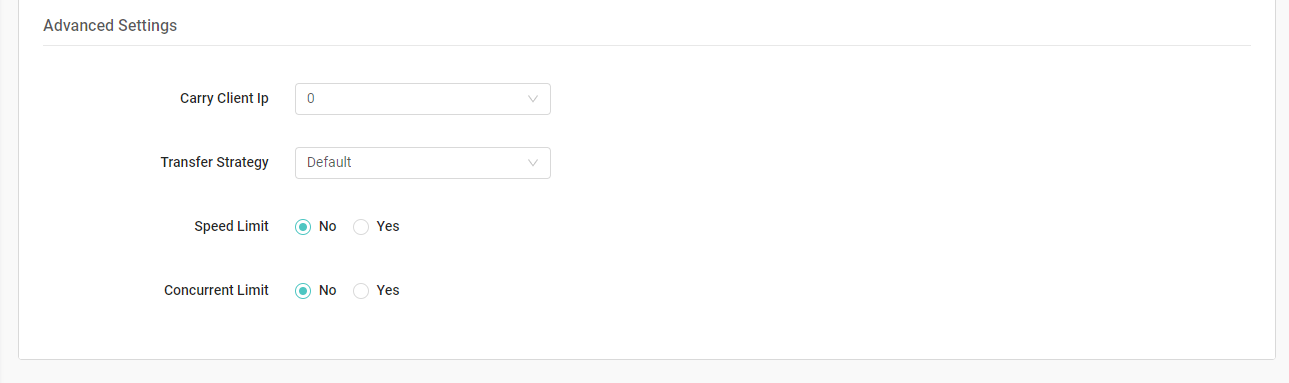 Advanced Settings
Carry Client Ip 0
Transfer Strategy Default
Speed Limit No Yes
Concurrent Limit No Yes